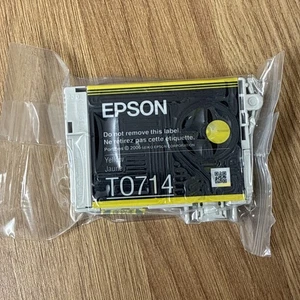 EPSON
Do not remove this label.
Ne retirez pas cette étiquette.
Yellow
Jaune
T0714